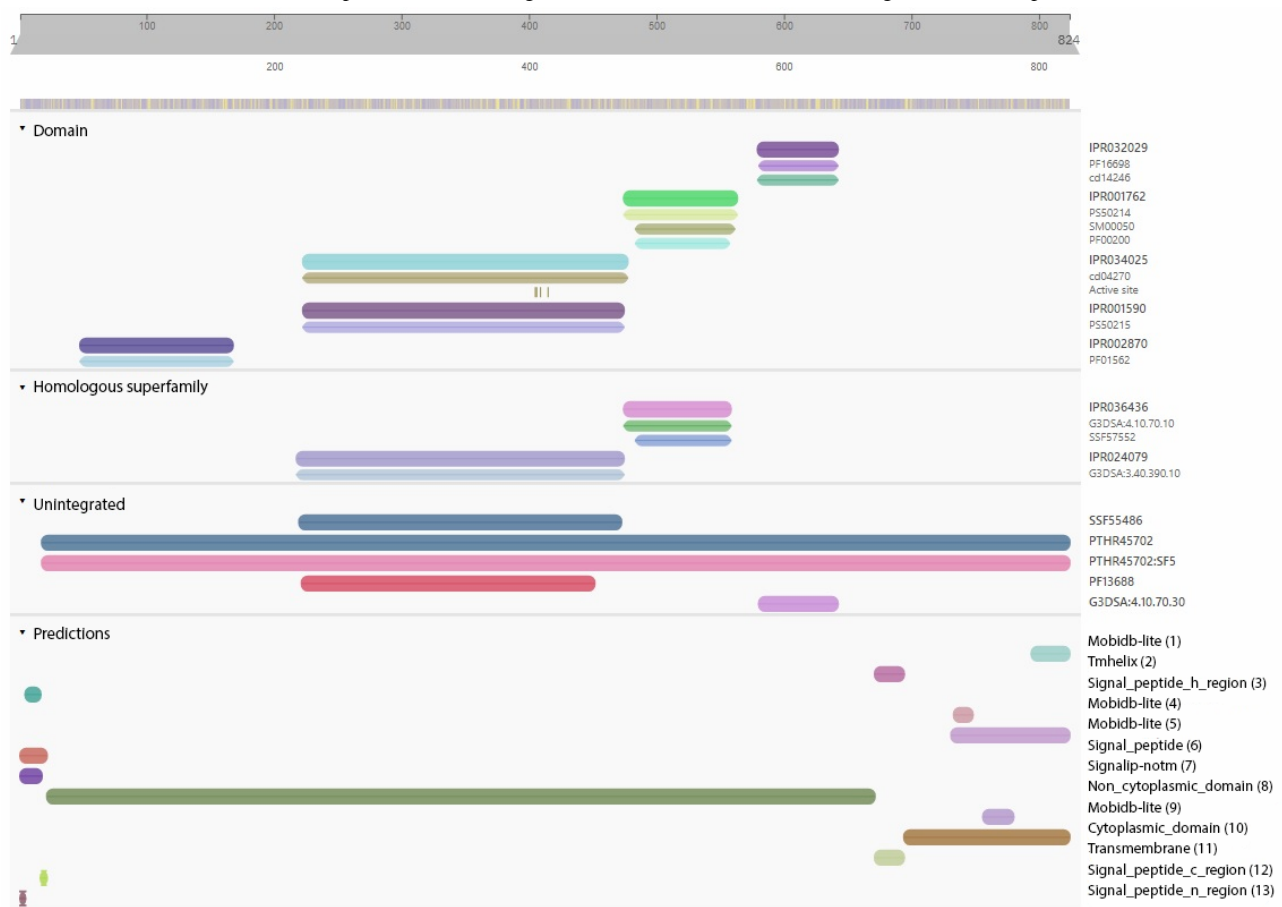 100 200 300 400 500 600 700 800
1 824
200 400 600 800
Domain
IPR032029
PF16698
cd14246
IPR001762
PS50214
SM00050
PF00200
IPR034025
cd04270
Active site
IPR001590
PS50215
IPR002870
PF01562
Homologous superfamily
IPR036436
G3DSA:4.10.70.10
SSF57552
IPR024079
G3DSA:3.40.390.10
Unintegrated
SSF55486
PTHR45702
PTHR45702:SF5
PF13688
G3DSA:4.10.70.30
Predictions
Mobidb-lite (1)
Tmhelix (2)
Signal_peptide_h_region (3)
Mobidb-lite (4)
Mobidb-lite (5)
Signal_peptide (6)
Signalip-notm (7)
Non_cytoplasmic_domain (8)
Mobidb-lite (9)
Cytoplasmic_domain (10)
Transmembrane (11)
Signal_peptide_c_region (12)
Signal_peptide_n_region (13)